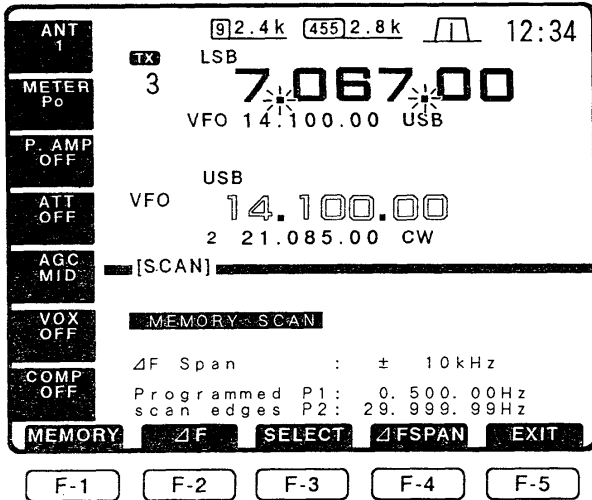 ANT 1
9 2.4k 455 2.8k 12:34
TX LSB
3 7.067.00
METER Po
VFO 14.100.00 USB
P. AMP OFF
USB
ATT OFF
VFO 14.100.00
2 21.085.00 CW
AGC MID
[SCAN]
VOX OFF
MEMORY SCAN
⊿F Span : ± 10kHz
COMP OFF
Programmed P1: 0.500.00Hz
scan edges P2: 29.999.99Hz
MEMORY ⊿F SELECT ⊿FSPAN EXIT
F-1 F-2 F-3 F-4 F-5